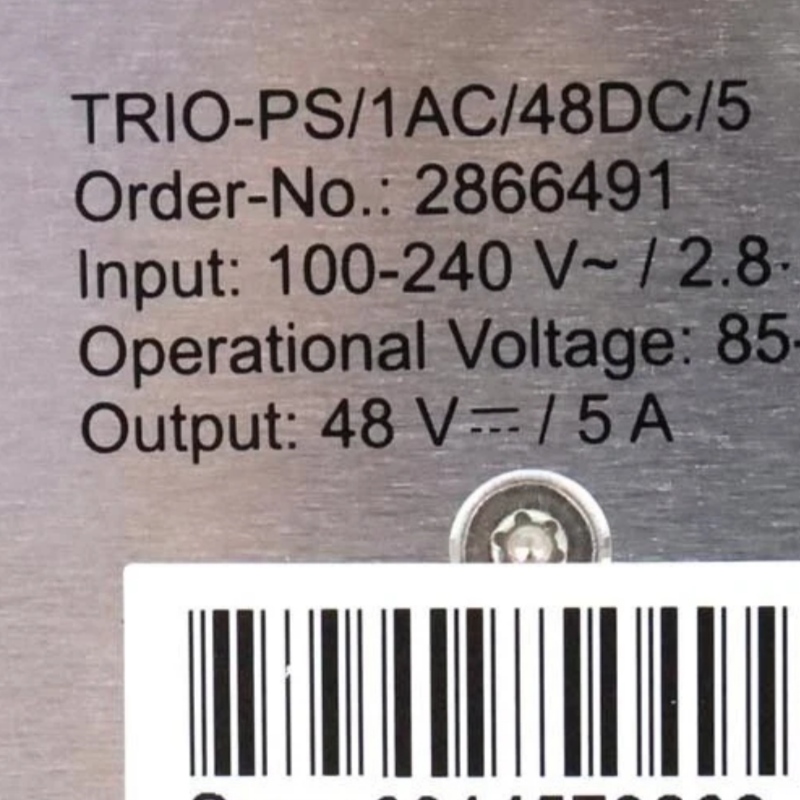 TRIO-PS/1AC/48DC/5
Order-No.: 2866491
Input: 100-240 V~ / 2.8-
Operational Voltage: 85-
Output: 48 V⎓ / 5 A